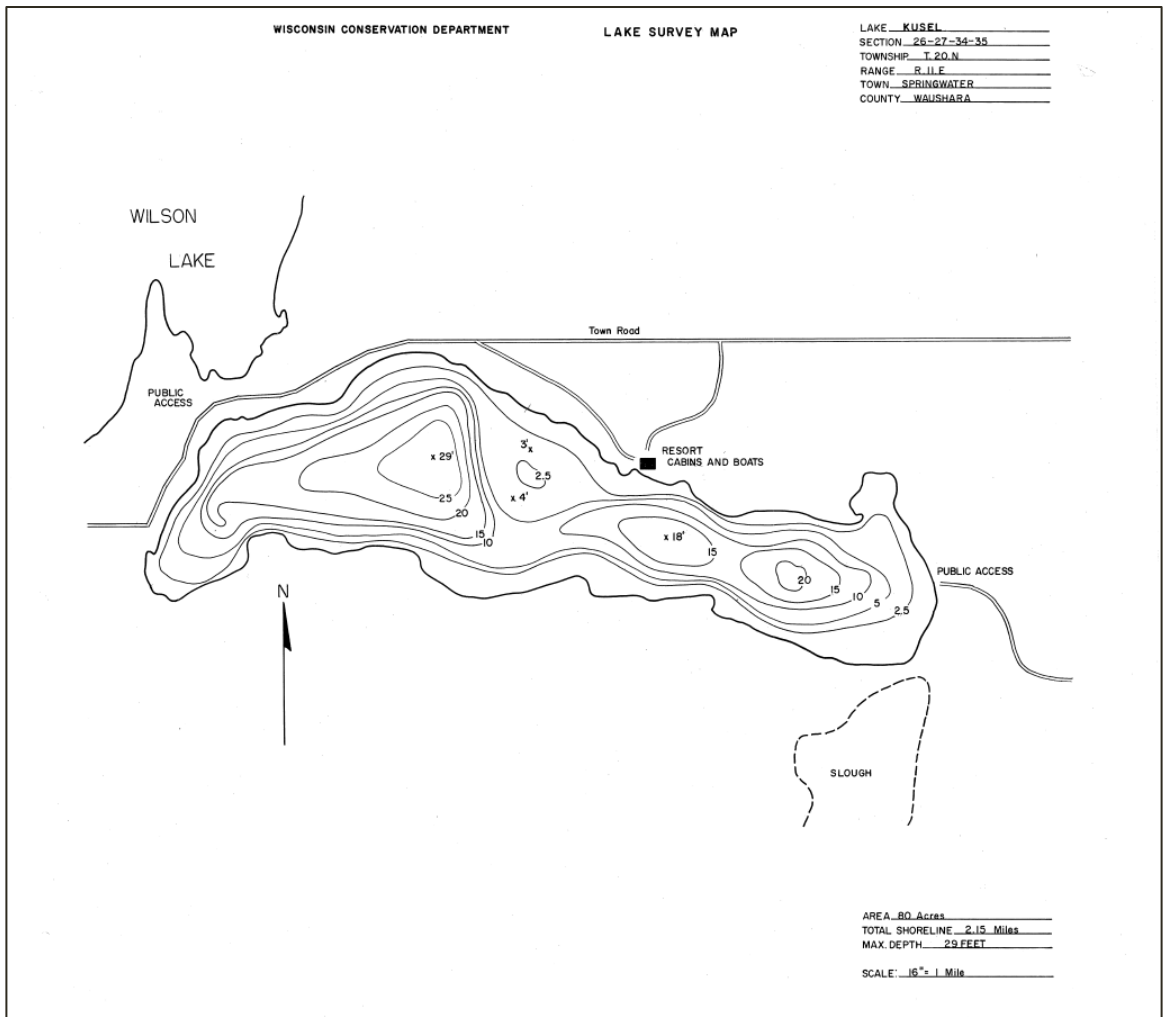 WISCONSIN CONSERVATION DEPARTMENT
LAKE SURVEY MAP
LAKE KUSEL
SECTION 26-27-34-35
TOWNSHIP T. 20. N
RANGE R. 11. E
TOWN SPRINGWATER
COUNTY WAUSHARA
WILSON
LAKE
Town Road
PUBLIC
ACCESS
RESORT
CABINS AND BOATS
3'x
x 29'
2.5
x 4'
25
20
15
10
x 18'
15
20
15
10
5
2.5
PUBLIC ACCESS
N
SLOUGH
AREA 80 Acres
TOTAL SHORELINE 2.15 Miles
MAX. DEPTH 29 FEET
SCALE: 16"= 1 Mile